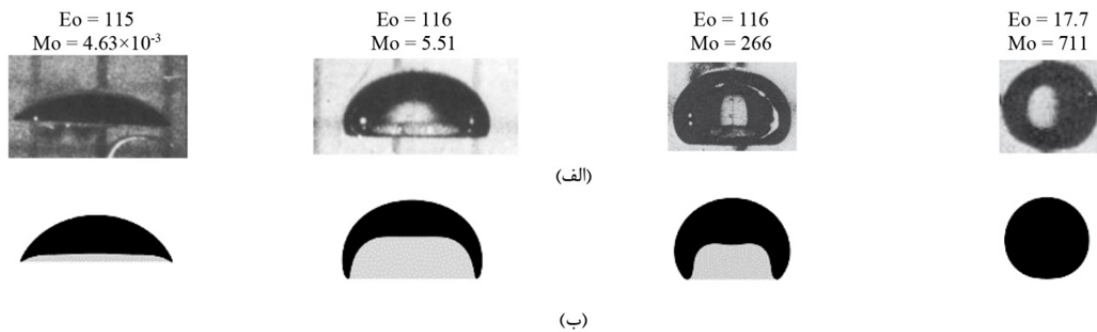 Eo = 115 Eo = 116 Eo = 116 Eo = 17.7
Mo = 4.63×10⁻³ Mo = 5.51 Mo = 266 Mo = 711
(الف)
(ب)